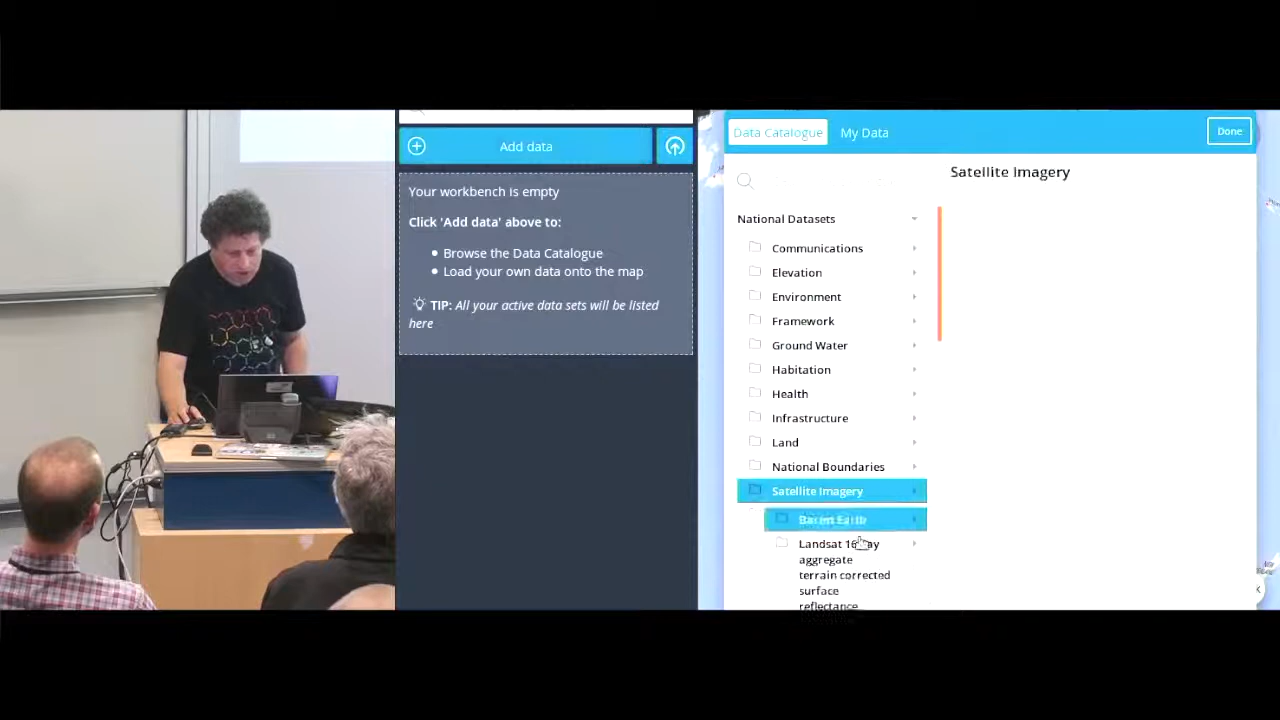 Add data
Your workbench is empty
Click 'Add data' above to:
Browse the Data Catalogue
Load your own data onto the map
TIP: All your active data sets will be listed
here
Data Catalogue
My Data
Done
Satellite Imagery
National Datasets
Communications
Elevation
Environment
Framework
Ground Water
Habitation
Health
Infrastructure
Land
National Boundaries
Satellite Imagery
Earth
Landsat
aggregate
terrain corrected
surface
reflectance